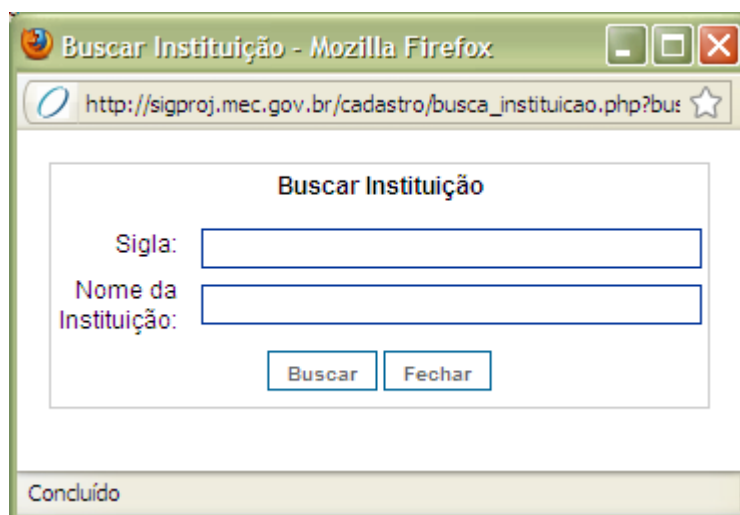 Buscar Instituição - Mozilla Firefox
http://sigproj.mec.gov.br/cadastro/busca_instituicao.php?bus
Buscar Instituição
Sigla:
Nome da
Instituição:
Buscar Fechar
Concluído